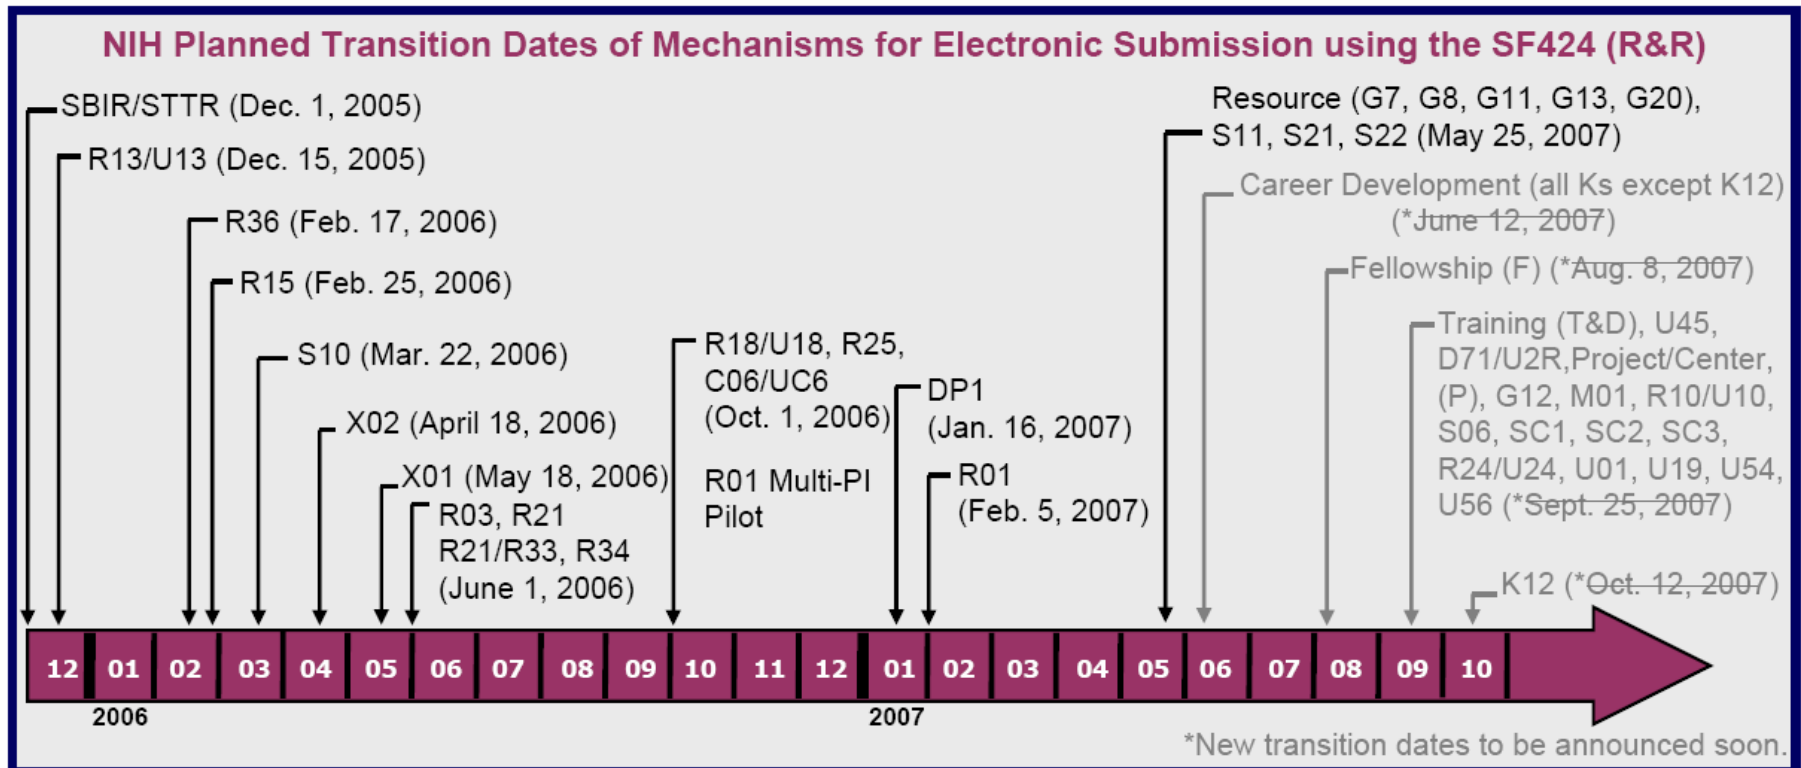 NIH Planned Transition Dates of Mechanisms for Electronic Submission using the SF424 (R&R)
SBIR/STTR (Dec. 1, 2005)
R13/U13 (Dec. 15, 2005)
R36 (Feb. 17, 2006)
R15 (Feb. 25, 2006)
S10 (Mar. 22, 2006)
X02 (April 18, 2006)
X01 (May 18, 2006)
R03, R21
R21/R33, R34
(June 1, 2006)
R18/U18, R25,
C06/UC6
(Oct. 1, 2006)
R01 Multi-PI
Pilot
DP1
(Jan. 16, 2007)
R01
(Feb. 5, 2007)
Resource (G7, G8, G11, G13, G20),
S11, S21, S22 (May 25, 2007)
Career Development (all Ks except K12)
(*June 12, 2007)
Fellowship (F) (*Aug. 8, 2007)
Training (T&D), U45,
D71/U2R,Project/Center,
(P), G12, M01, R10/U10,
S06, SC1, SC2, SC3,
R24/U24, U01, U19, U54,
U56 (*Sept. 25, 2007)
K12 (*Oct. 12, 2007)
12 01 02 03 04 05 06 07 08 09 10 11 12 01 02 03 04 05 06 07 08 09 10
2006 2007
*New transition dates to be announced soon.